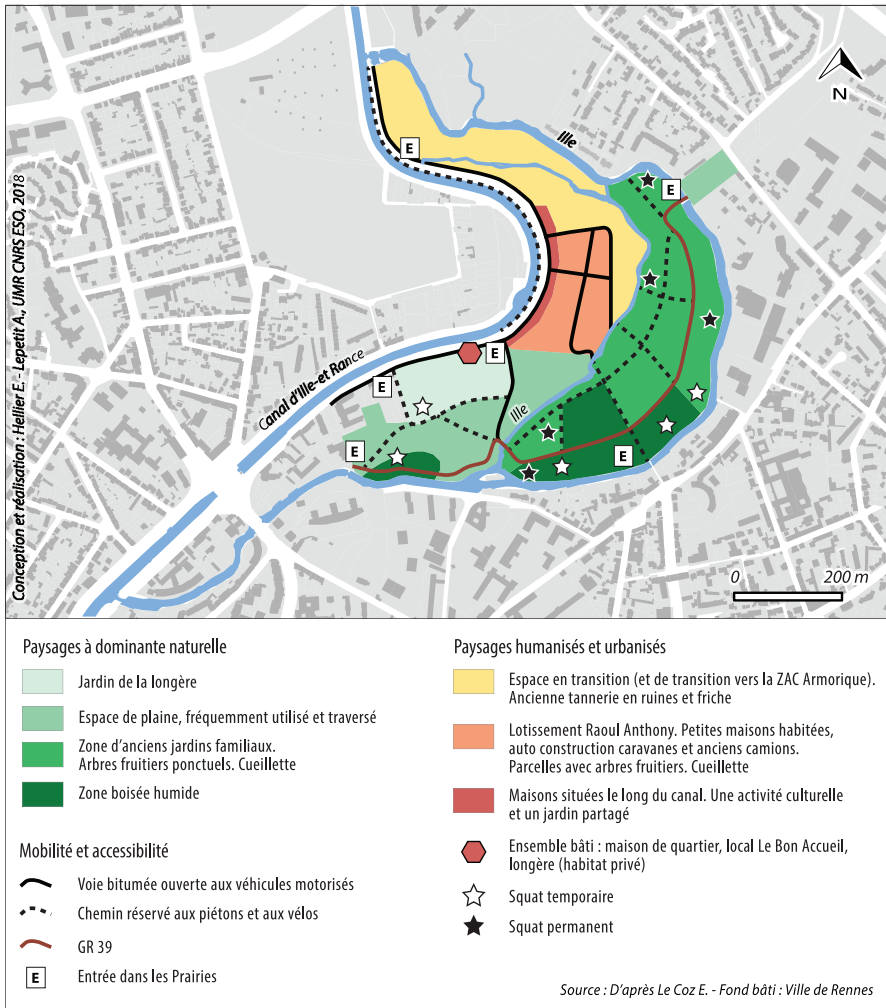 Conception et réalisation : Hellier E. - Lepetit A., UMR CNRS ESO, 2018
N
Ille
E
E
Canal d'Ille-et Rance
E
E
Ille
E
E
0 200 m
Paysages à dominante naturelle
Jardin de la longère
Espace de plaine, fréquemment utilisé et traversé
Zone d'anciens jardins familiaux.
Arbres fruitiers ponctuels. Cueillette
Zone boisée humide
Mobilité et accessibilité
Voie bitumée ouverte aux véhicules motorisés
Chemin réservé aux piétons et aux vélos
GR 39
E Entrée dans les Prairies
Paysages humanisés et urbanisés
Espace en transition (et de transition vers la ZAC Armorique).
Ancienne tannerie en ruines et friche
Lotissement Raoul Anthony. Petites maisons habitées,
auto construction caravanes et anciens camions.
Parcelles avec arbres fruitiers. Cueillette
Maisons situées le long du canal. Une activité culturelle
et un jardin partagé
Ensemble bâti : maison de quartier, local Le Bon Accueil,
longère (habitat privé)
Squat temporaire
Squat permanent
Source : D'après Le Coz E. - Fond bâti : Ville de Rennes